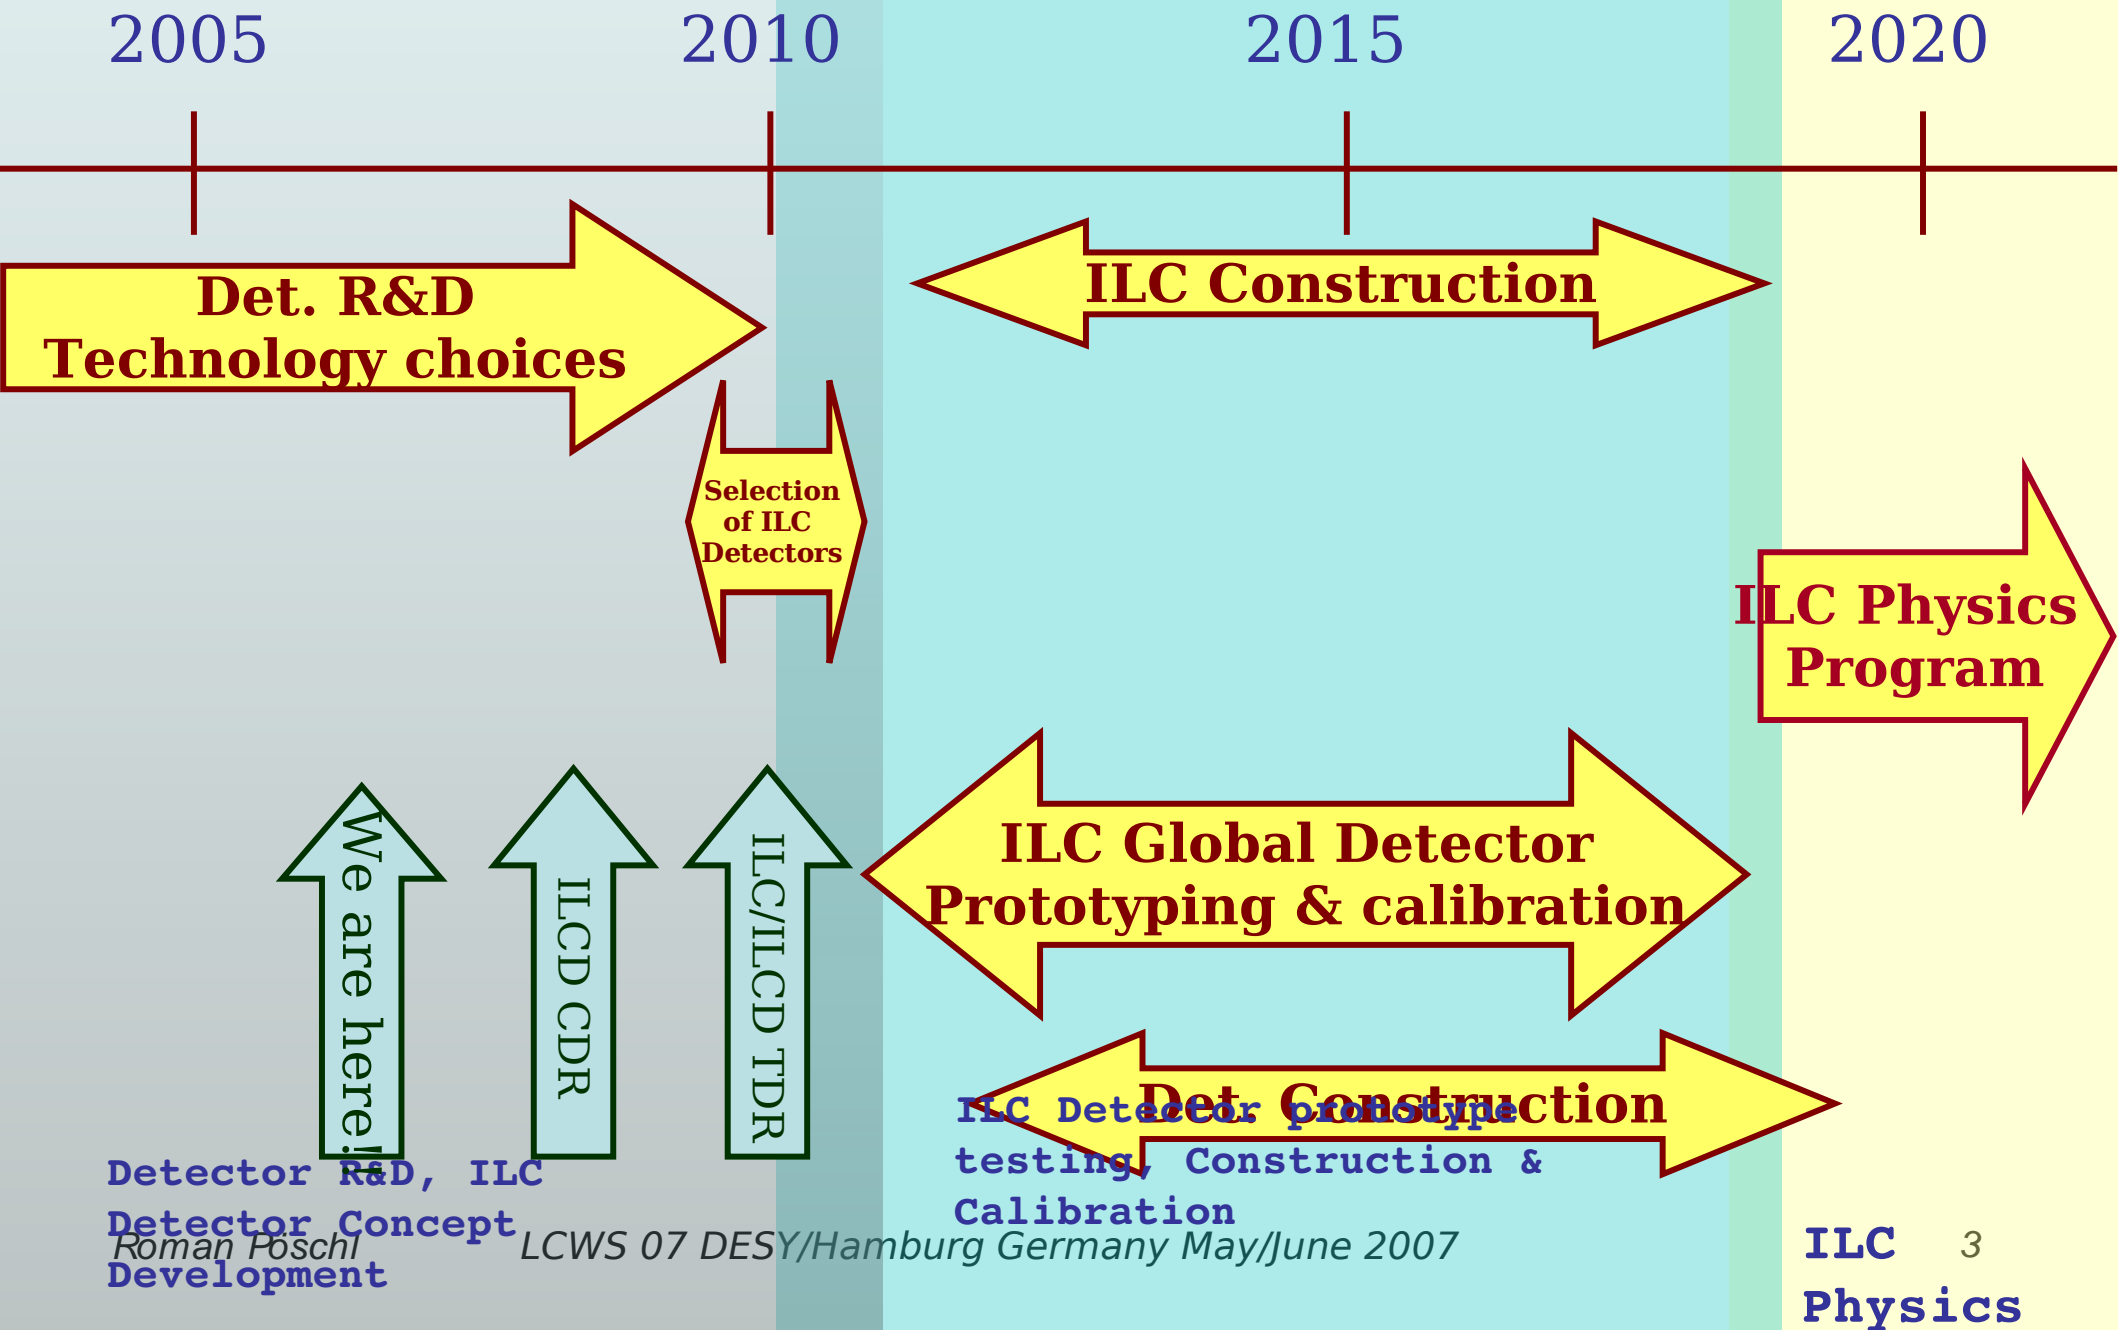 2005
2010
2015
2020
Det. R&D
Technology choices
ILC Construction
Selection
of ILC
Detectors
ILC Physics
Program
ILC Global Detector
Prototyping & calibration
We are here!!
ILCD CDR
ILC/ILCD TDR
Det. Construction
ILC Detector prototype
testing, Construction &
Calibration
Detector R&D, ILC
Detector Concept
Development
Roman Pöschl
LCWS 07 DESY/Hamburg Germany May/June 2007
ILC
Physics
3